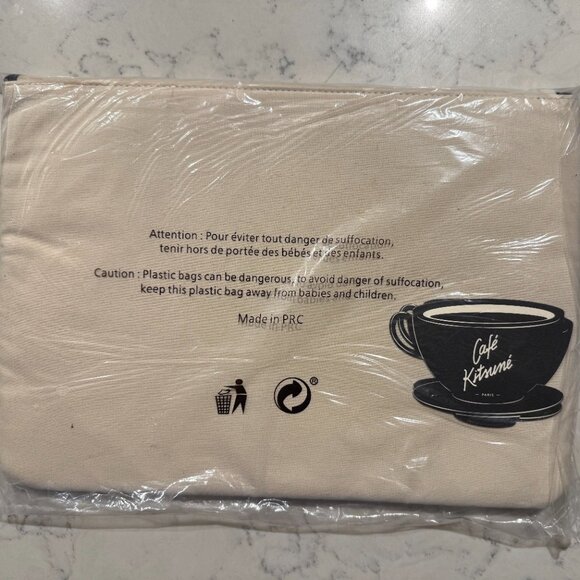 Attention : Pour éviter tout danger de suffocation,
tenir hors de portée des bébés et des enfants.
Caution : Plastic bags can be dangerous, to avoid danger of suffocation,
keep this plastic bag away from babies and children.
Made in PRC
®
Café
Kitsuné
— PARIS —